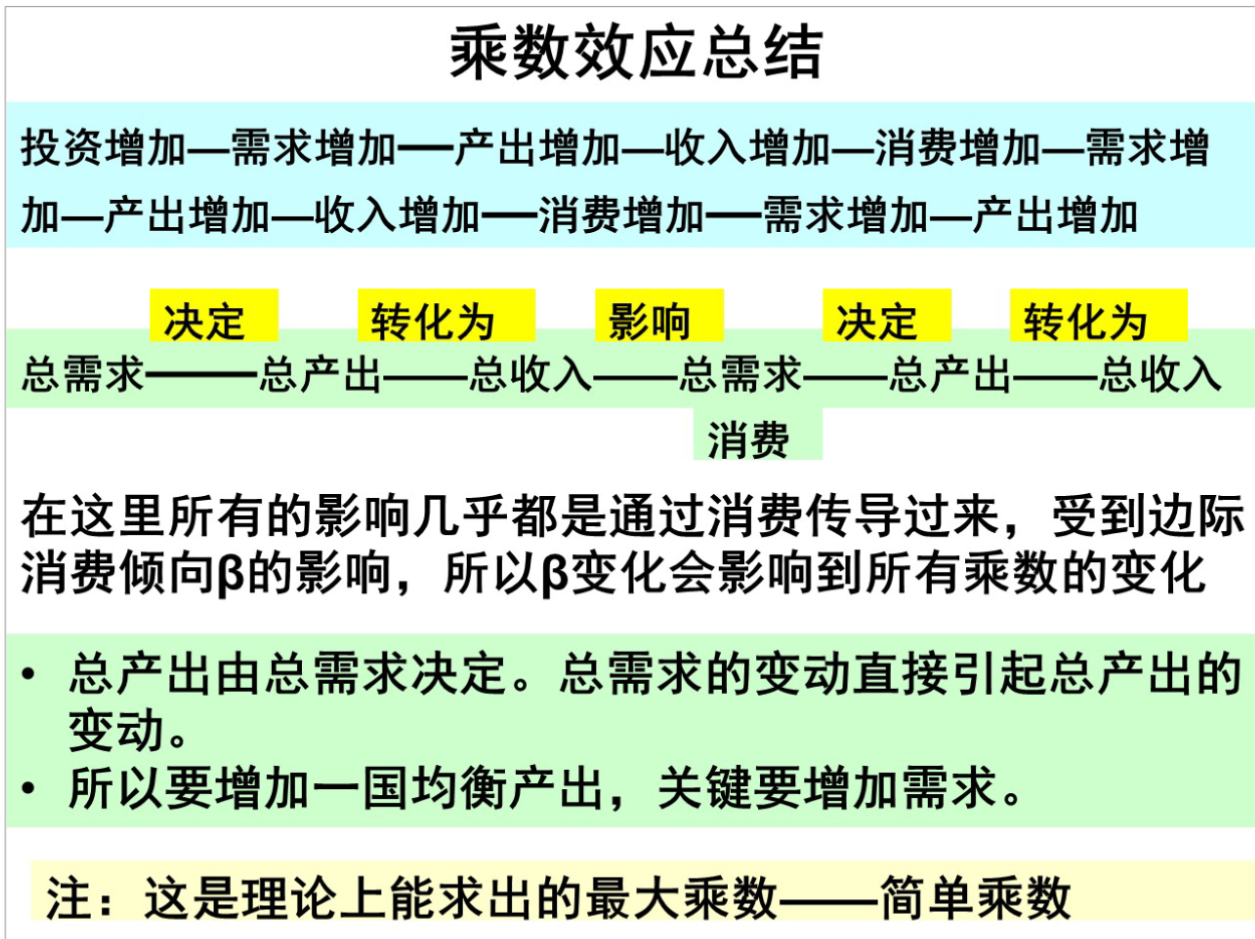 乘数效应总结
投资增加—需求增加—产出增加—收入增加—消费增加—需求增
加—产出增加—收入增加—消费增加—需求增加—产出增加
决定 转化为 影响 决定 转化为
总需求——总产出——总收入——总需求——总产出——总收入
消费
在这里所有的影响几乎都是通过消费传导过来，受到边际
消费倾向β的影响，所以β变化会影响到所有乘数的变化
• 总产出由总需求决定。总需求的变动直接引起总产出的
变动。
• 所以要增加一国均衡产出，关键要增加需求。
注：这是理论上能求出的最大乘数——简单乘数